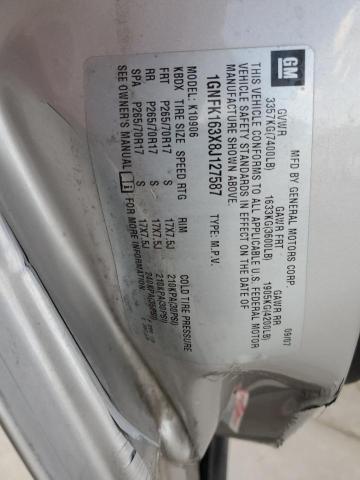 GM
MFD BY GENERAL MOTORS CORP.
09/07
GVWR GAWR FRT GAWR RR
3357KG(7400LB) 1633KG(3600LB) 1905KG(4200LB)
THIS VEHICLE CONFORMS TO ALL APPLICABLE U.S. FEDERAL MOTOR
VEHICLE SAFETY STANDARDS IN EFFECT ON THE DATE OF
MANUFACTURE SHOWN ABOVE.
1GNFK163X8J127587 TYPE: M.P.V.
MODEL: K10906
KBDX TIRE SIZE SPEED RTG RIM COLD TIRE PRESSURE
FRT P265/70R17 S 17X7.5J 210KPA(30PSI)
RR P265/70R17 S 17X7.5J 210KPA(30PSI)
SPA P265/70R17 S 17X7.5J
SEE OWNER'S MANUAL FOR MORE INFORMATION.